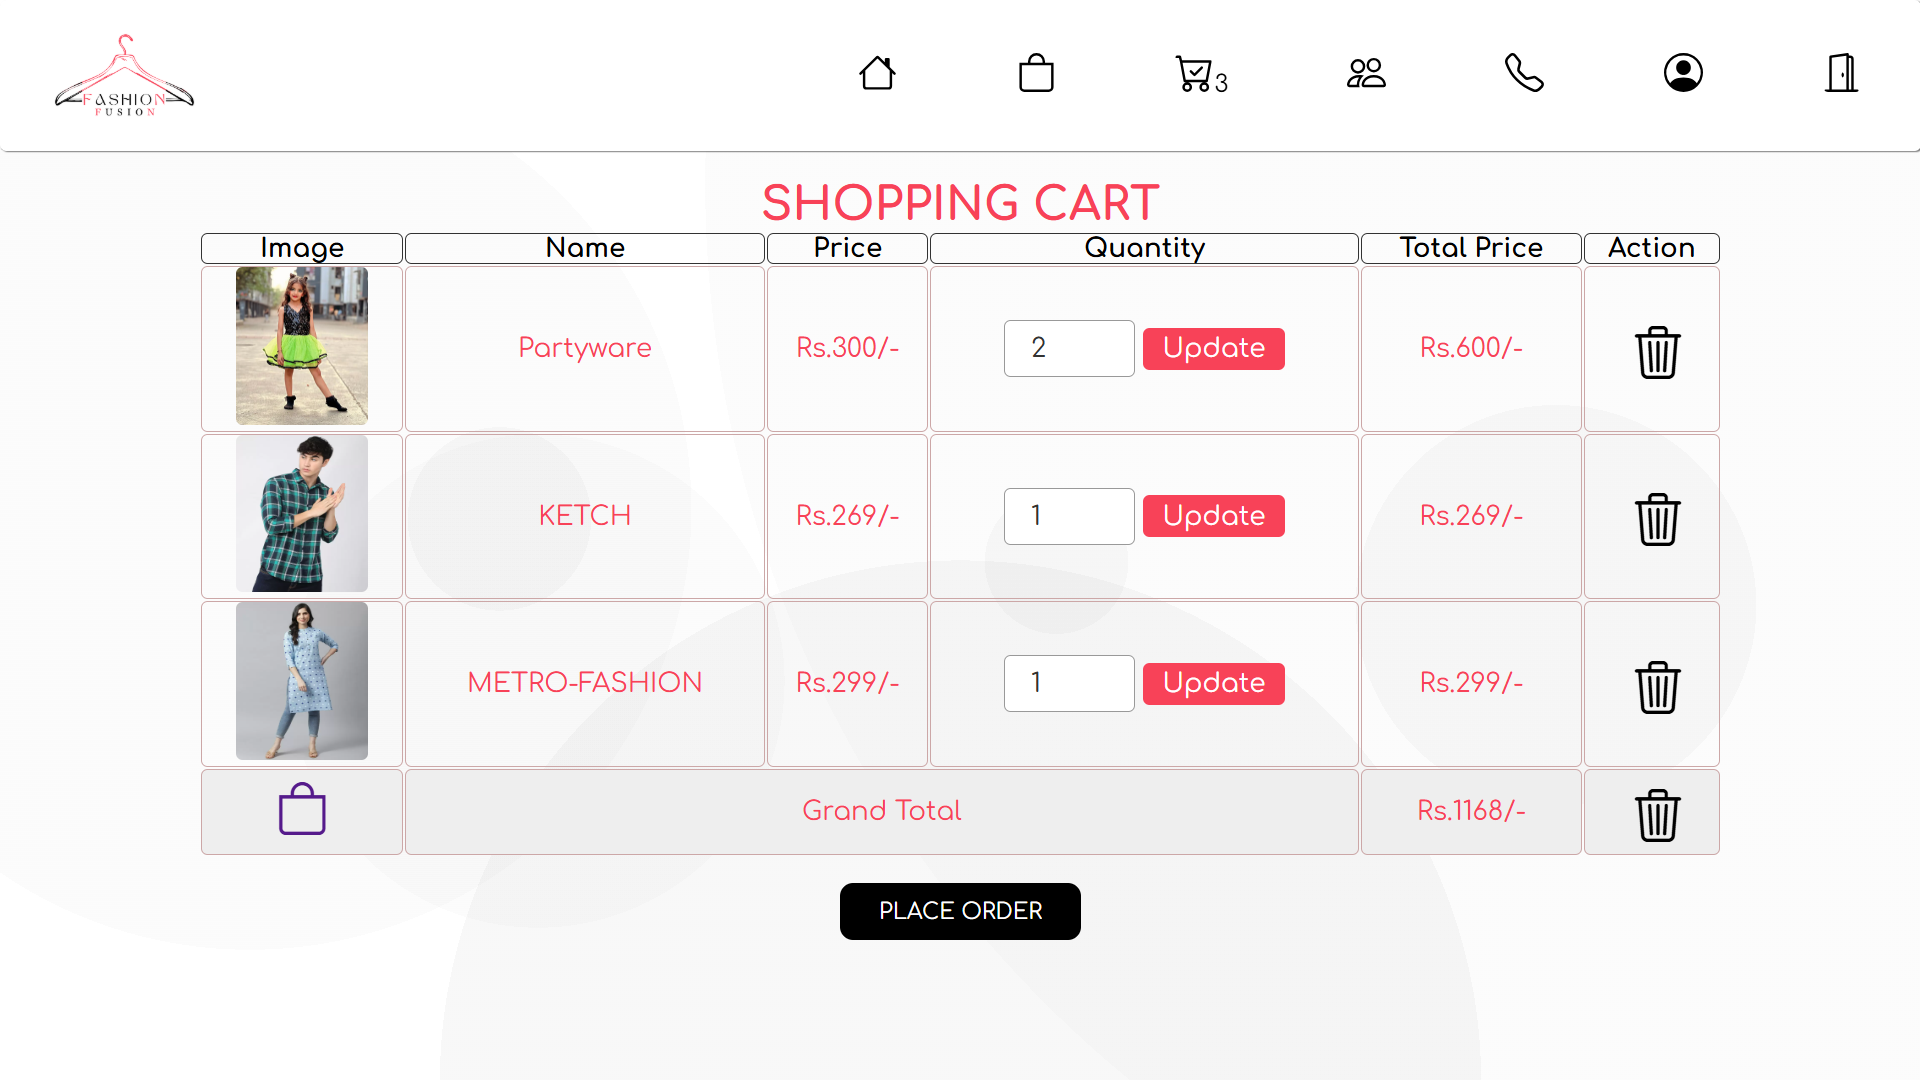 FASHION
FUSION
3
SHOPPING CART
Image Name Price Quantity Total Price Action
Partyware Rs.300/- 2 Update Rs.600/-
KETCH Rs.269/- 1 Update Rs.269/-
METRO-FASHION Rs.299/- 1 Update Rs.299/-
Grand Total Rs.1168/-
PLACE ORDER